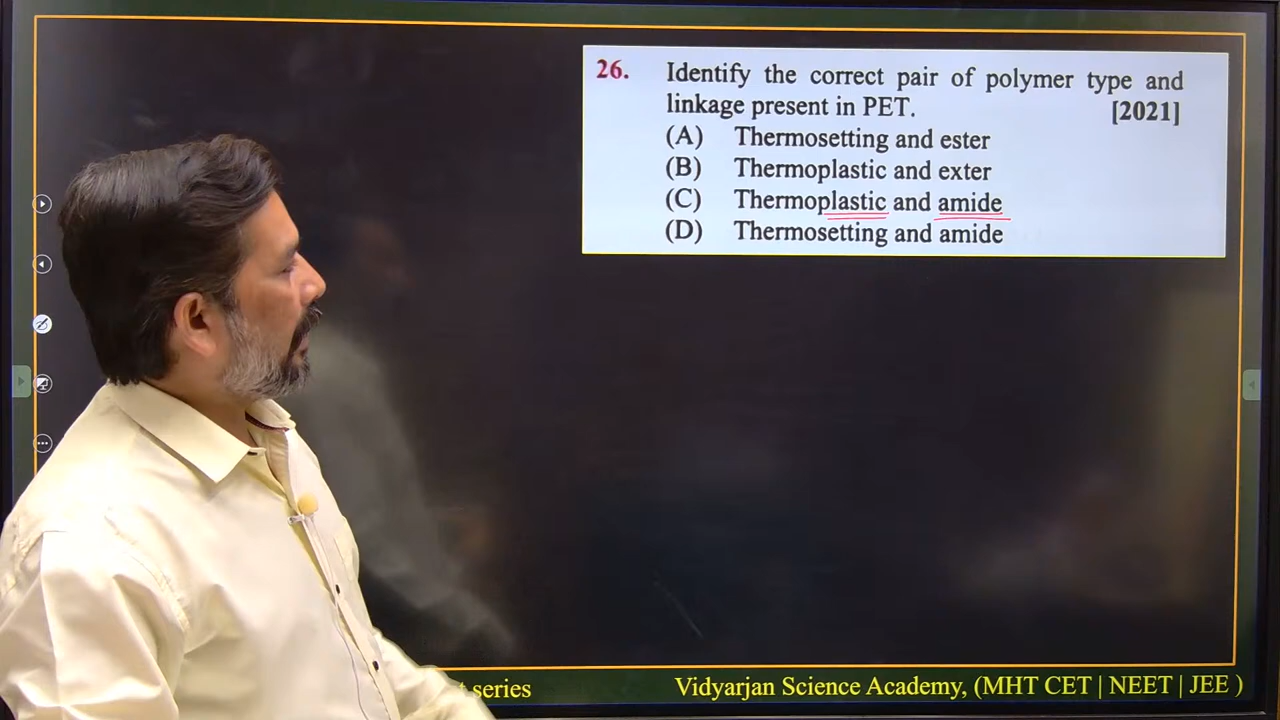 26. Identify the correct pair of polymer type and
linkage present in PET. [2021]
(A) Thermosetting and ester
(B) Thermoplastic and exter
(C) Thermoplastic and amide
(D) Thermosetting and amide
series
Vidyarjan Science Academy, (MHT CET | NEET | JEE )